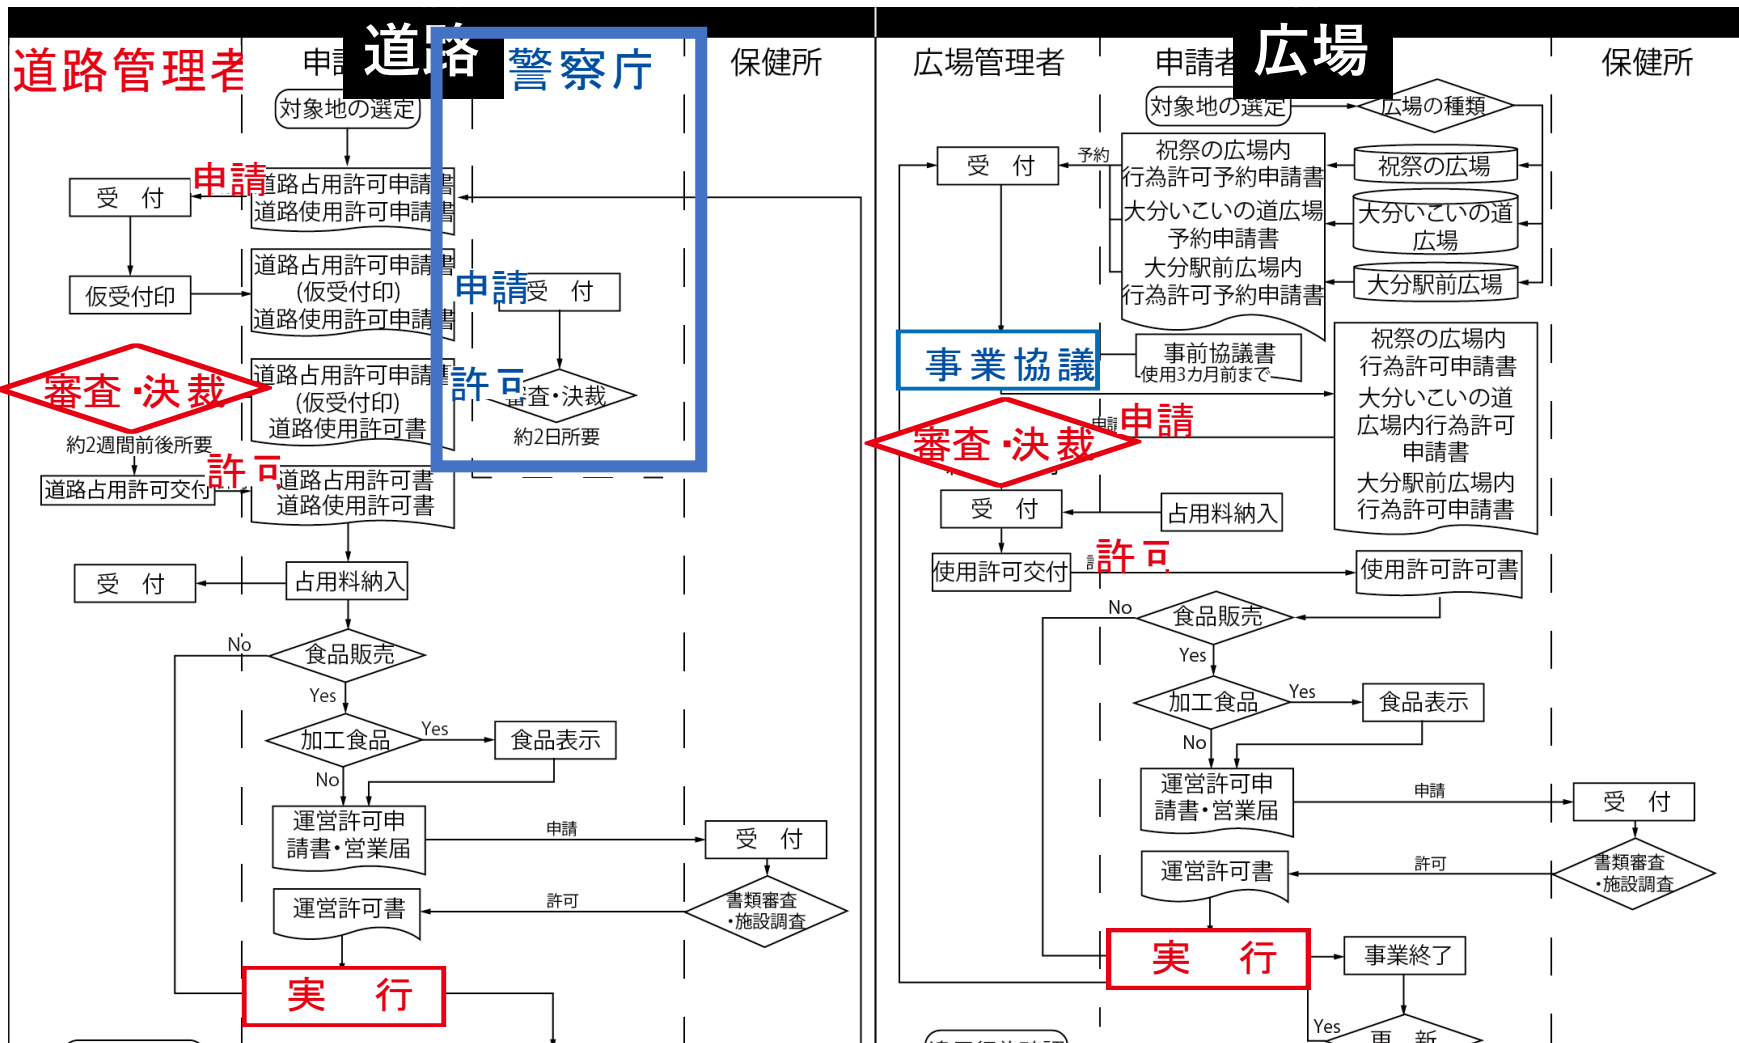 道路
広場
道路管理者
申請
警察庁
保健所
対象地の選定
申請
道路占用許可申請書
道路使用許可申請書
受　付
仮受付印
道路占用許可申請書
(仮受付印)
道路使用許可申請書
申請
受　付
審査・決裁
約2週間前後所要
道路占用許可申請書
(仮受付印)
道路使用許可書
許可
審査・決裁
約2日所要
道路占用許可交付
許可
道路占用許可書
道路使用許可書
受　付
占用料納入
食品販売
No
Yes
加工食品
Yes
食品表示
No
運営許可申
請書・営業届
申請
受　付
書類審査
・施設調査
許可
運営許可書
実　行
広場管理者
申請者
保健所
対象地の選定
広場の種類
受　付
予約
祝祭の広場内
行為許可予約申請書
大分いこいの道広場
予約申請書
大分駅前広場内
行為許可予約申請書
祝祭の広場
大分いこいの道
広場
大分駅前広場
事業協議
事前協議書
使用3カ月前まで
祝祭の広場内
行為許可申請書
大分いこいの道
広場内行為許可
申請書
大分駅前広場内
行為許可申請書
審査・決裁
申請
受　付
占用料納入
使用許可交付
許可
使用許可許可書
食品販売
No
Yes
加工食品
Yes
食品表示
No
運営許可申
請書・営業届
申請
受　付
書類審査
・施設調査
許可
運営許可書
実　行
事業終了
Yes
更　新